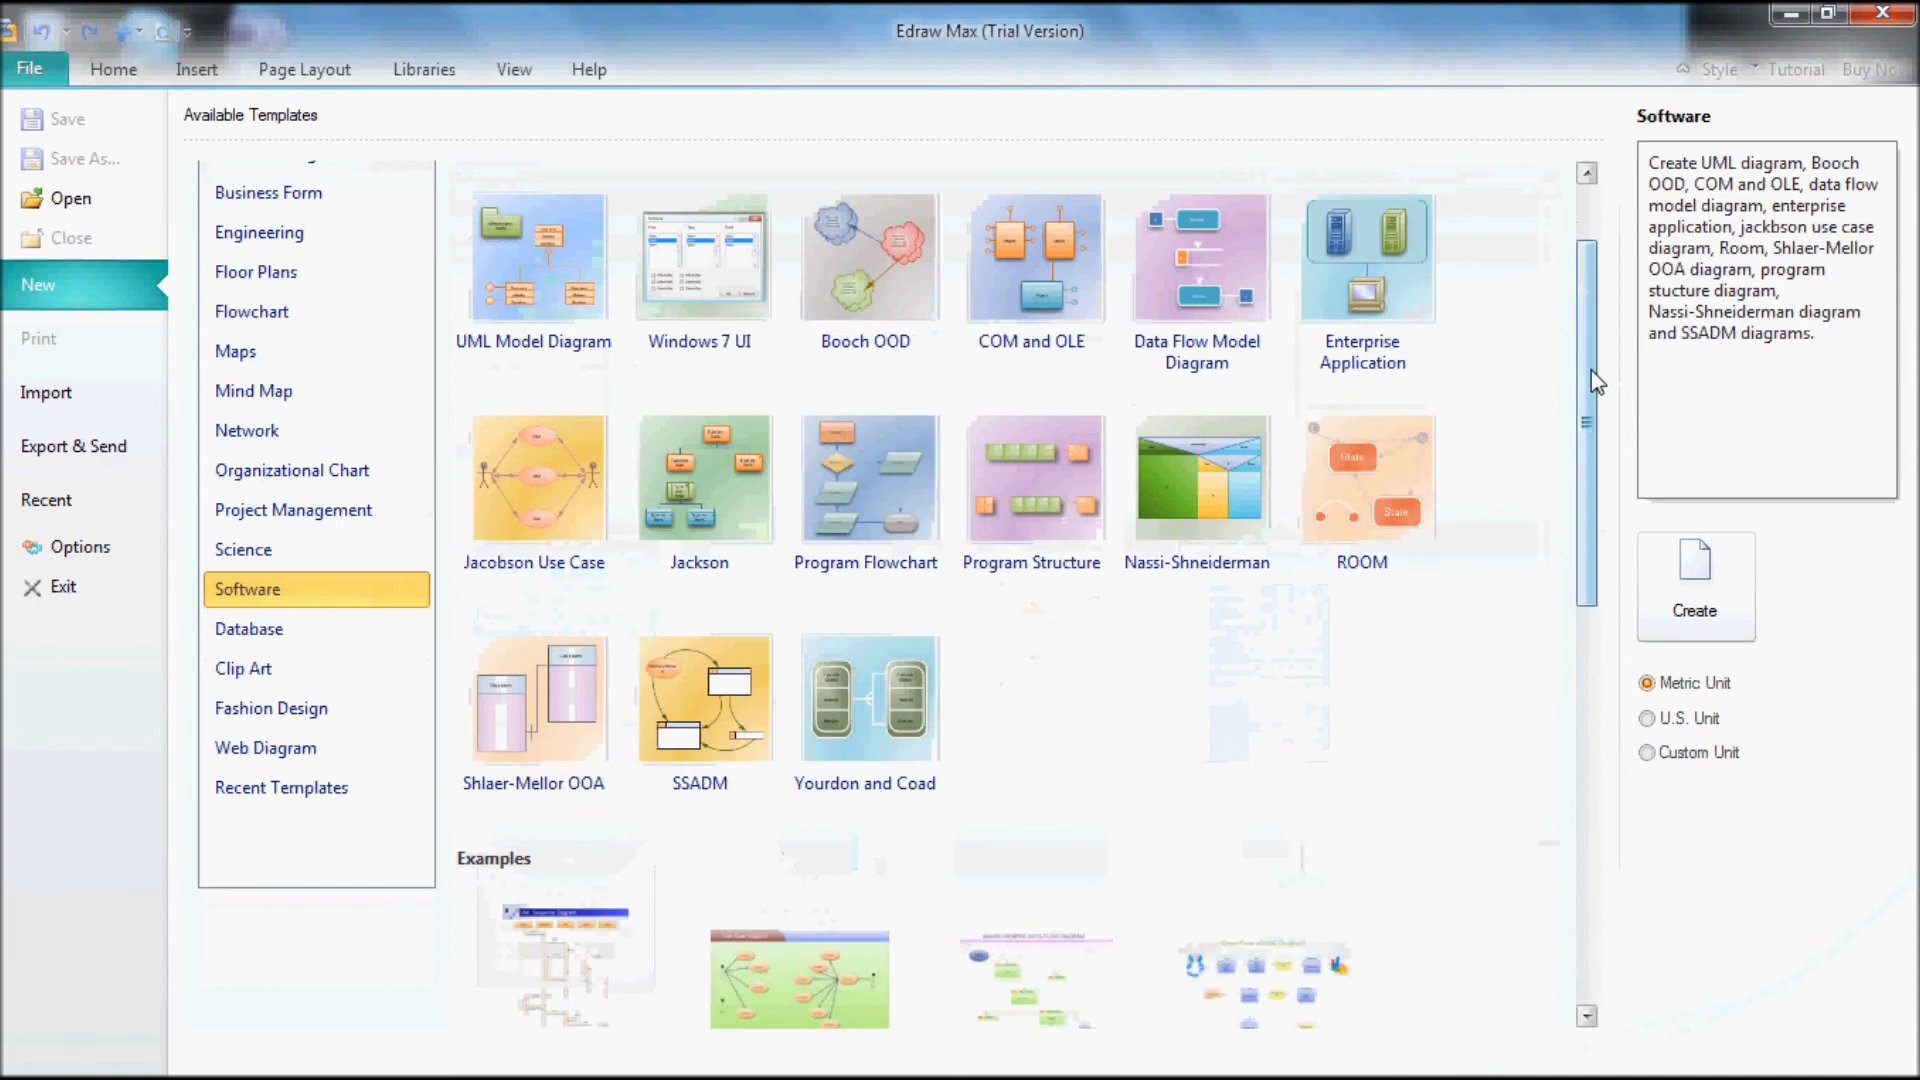 Edraw Max (Trial Version)
File Home Insert Page Layout Libraries View Help Style Tutorial Buy
Save
Save As...
Open
Close
New
Print
Import
Export & Send
Recent
Options
Exit
Available Templates
Business Form
Engineering
Floor Plans
Flowchart
Maps
Mind Map
Network
Organizational Chart
Project Management
Science
Software
Database
Clip Art
Fashion Design
Web Diagram
Recent Templates
UML Model Diagram
Windows 7 UI
Booch OOD
COM and OLE
Data Flow Model
Diagram
Enterprise
Application
Jacobson Use Case
Jackson
Program Flowchart
Program Structure
Nassi-Shneiderman
State
State
ROOM
Shlaer-Mellor OOA
SSADM
Yourdon and Coad
Examples
UML Sequence Diagram
Software
Create UML diagram, Booch
OOD, COM and OLE, data flow
model diagram, enterprise
application, jackbson use case
diagram, Room, Shlaer-Mellor
OOA diagram, program
stucture diagram,
Nassi-Shneiderman diagram
and SSADM diagrams.
Create
Metric Unit
U.S. Unit
Custom Unit